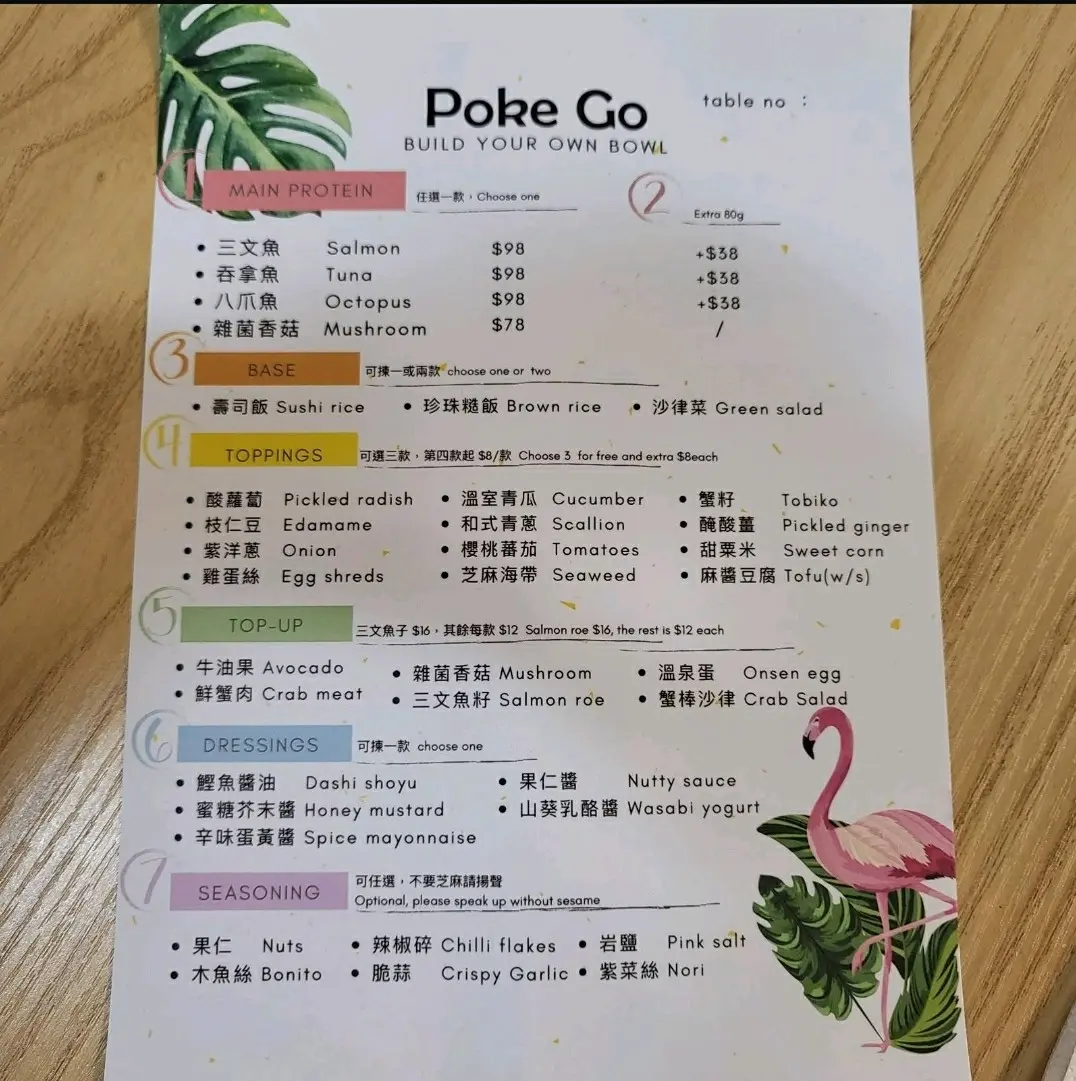 Poke Go
table no :
BUILD YOUR OWN BOWL
1 MAIN PROTEIN 任選一款，Choose one 2 Extra 80g
• 三文魚 Salmon $98 +$38
• 吞拿魚 Tuna $98 +$38
• 八爪魚 Octopus $98 +$38
• 雜菌香菇 Mushroom $78 /
3 BASE 可揀一或兩款 choose one or two
• 壽司飯 Sushi rice • 珍珠糙飯 Brown rice • 沙律菜 Green salad
4 TOPPINGS 可選三款，第四款起 $8/款 Choose 3 for free and extra $8each
• 酸蘿蔔 Pickled radish • 溫室青瓜 Cucumber • 蟹籽 Tobiko
• 枝仁豆 Edamame • 和式青蔥 Scallion • 醃酸薑 Pickled ginger
• 紫洋蔥 Onion • 櫻桃蕃茄 Tomatoes • 甜粟米 Sweet corn
• 雞蛋絲 Egg shreds • 芝麻海帶 Seaweed • 麻醬豆腐 Tofu(w/s)
5 TOP-UP 三文魚子 $16，其餘每款 $12 Salmon roe $16, the rest is $12 each
• 牛油果 Avocado • 雜菌香菇 Mushroom • 溫泉蛋 Onsen egg
• 鮮蟹肉 Crab meat • 三文魚籽 Salmon roe • 蟹棒沙律 Crab Salad
6 DRESSINGS 可揀一款 choose one
• 鰹魚醬油 Dashi shoyu • 果仁醬 Nutty sauce
• 蜜糖芥末醬 Honey mustard • 山葵乳酪醬 Wasabi yogurt
• 辛味蛋黃醬 Spice mayonnaise
7 SEASONING 可任選，不要芝麻請揚聲
Optional, please speak up without sesame
• 果仁 Nuts • 辣椒碎 Chilli flakes • 岩鹽 Pink salt
• 木魚絲 Bonito • 脆蒜 Crispy Garlic • 紫菜絲 Nori